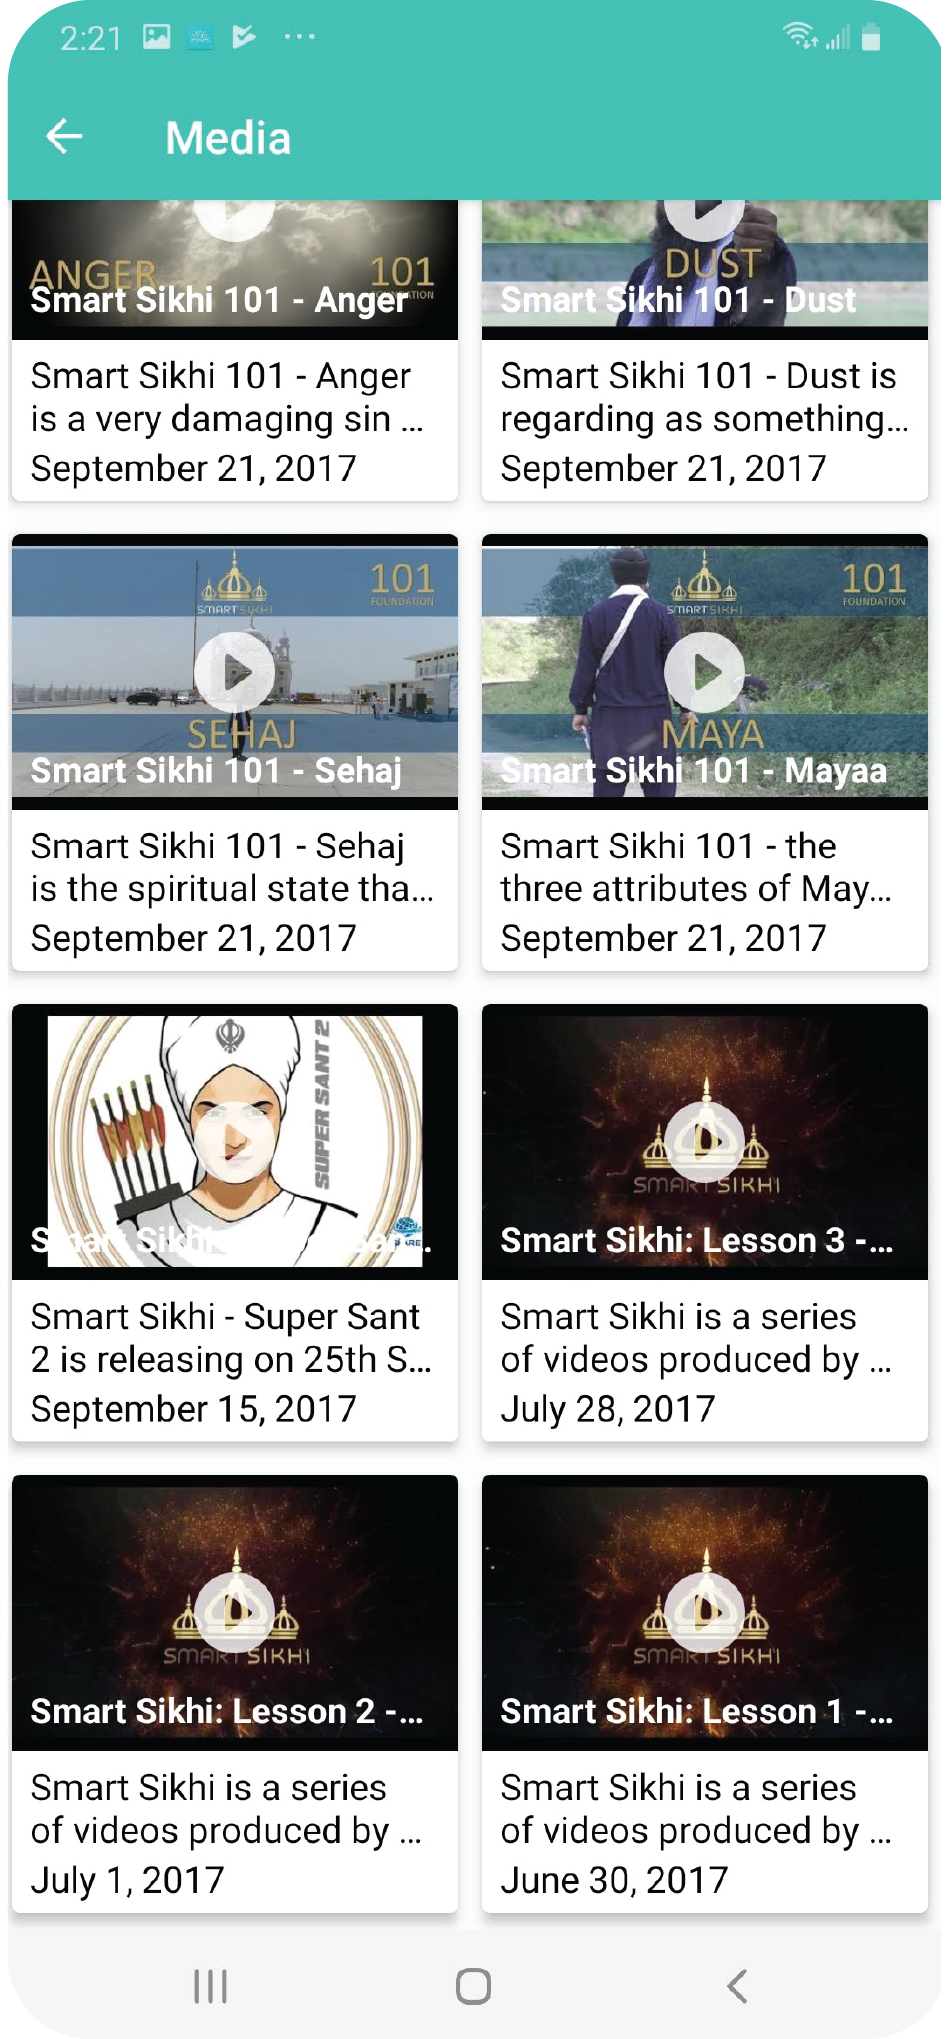 2:21
Media
ANGER
101
Smart Sikhi 101 - Anger
Smart Sikhi 101 - Anger
is a very damaging sin ...
September 21, 2017
DUST
Smart Sikhi 101 - Dust
Smart Sikhi 101 - Dust is
regarding as something...
September 21, 2017
SMART SIKHI
101
FOUNDATION
SEHAJ
Smart Sikhi 101 - Sehaj
Smart Sikhi 101 - Sehaj
is the spiritual state tha...
September 21, 2017
SMART SIKHI
101
FOUNDATION
MAYA
Smart Sikhi 101 - Mayaa
Smart Sikhi 101 - the
three attributes of May...
September 21, 2017
SUPER SANT 2
Smart Sikhi
Smart Sikhi - Super Sant
2 is releasing on 25th S...
September 15, 2017
SMART SIKHI
Smart Sikhi: Lesson 3 -...
Smart Sikhi is a series
of videos produced by ...
July 28, 2017
SMART SIKHI
Smart Sikhi: Lesson 2 -...
Smart Sikhi is a series
of videos produced by ...
July 1, 2017
SMART SIKHI
Smart Sikhi: Lesson 1 -...
Smart Sikhi is a series
of videos produced by ...
June 30, 2017